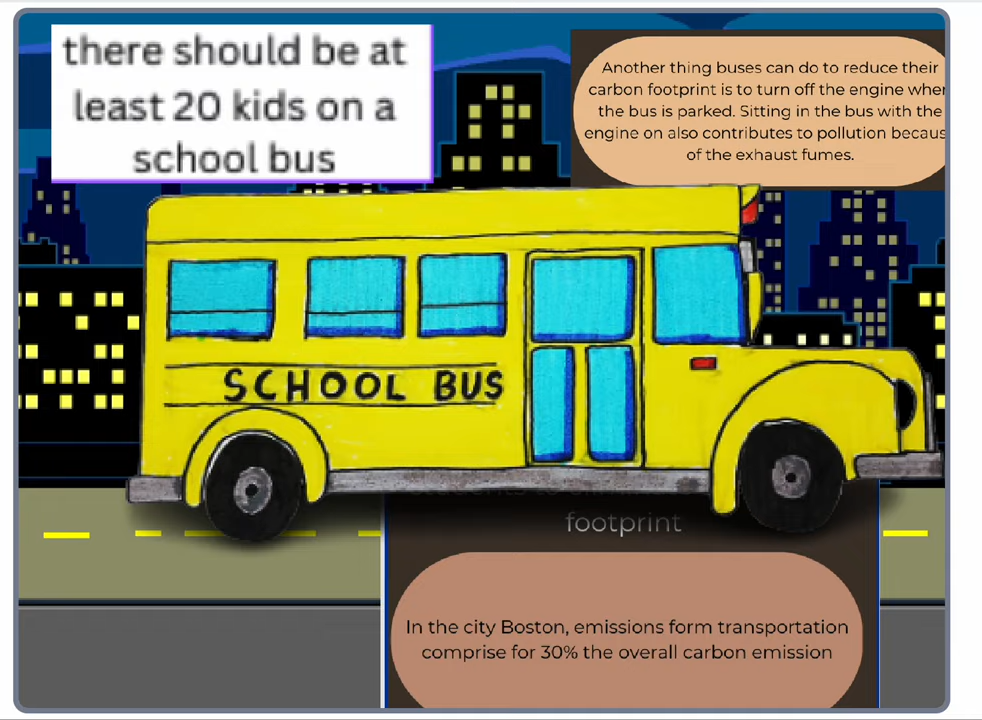 there should be at
least 20 kids on a
school bus
Another thing buses can do to reduce their
carbon footprint is to turn off the engine when
the bus is parked. Sitting in the bus with the
engine on also contributes to pollution becaus
of the exhaust fumes.
SCHOOL BUS
footprint
In the city Boston, emissions form transportation
comprise for 30% the overall carbon emission